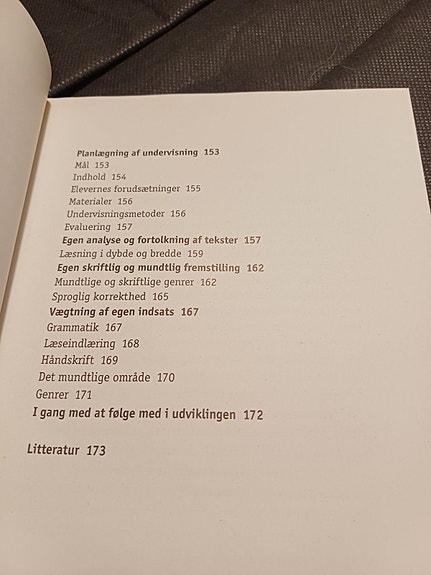 Planlægning af undervisning 153
Mål 153
Indhold 154
Elevernes forudsætninger 155
Materialer 156
Undervisningsmetoder 156
Evaluering 157
Egen analyse og fortolkning af tekster 157
Læsning i dybde og bredde 159
Egen skriftlig og mundtlig fremstilling 162
Mundtlige og skriftlige genrer 162
Sproglig korrekthed 165
Vægtning af egen indsats 167
Grammatik 167
Læseindlæring 168
Håndskrift 169
Det mundtlige område 170
Genrer 171
I gang med at følge med i udviklingen 172
Litteratur 173